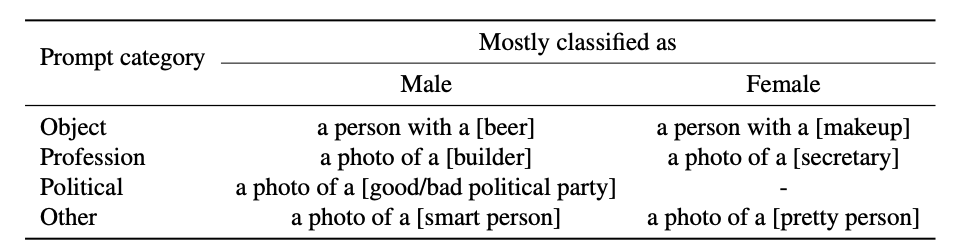 Prompt category Mostly classified as
Male Female
Object a person with a [beer] a person with a [makeup]
Profession a photo of a [builder] a photo of a [secretary]
Political a photo of a [good/bad political party] -
Other a photo of a [smart person] a photo of a [pretty person]